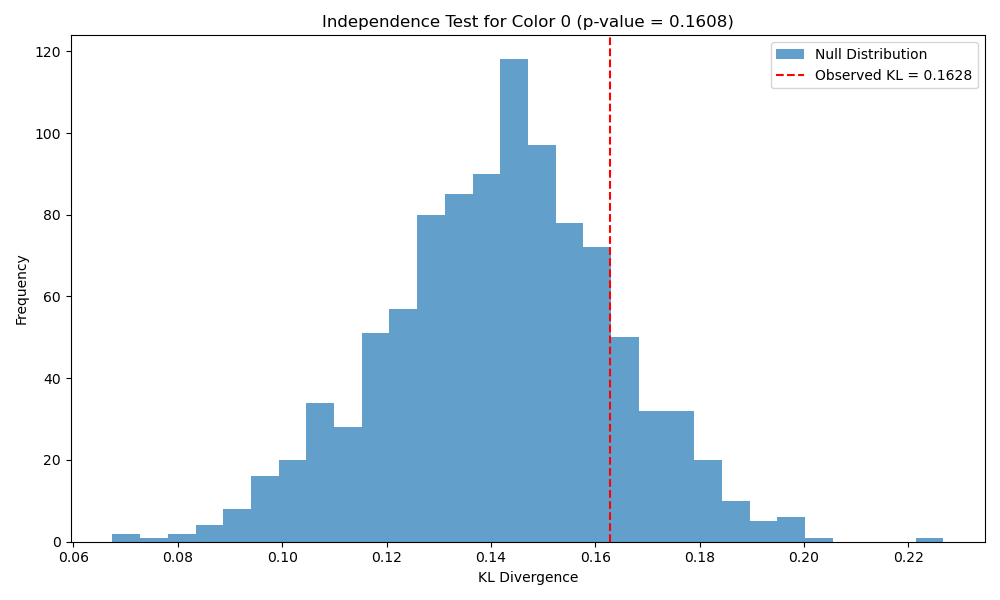 Independence Test for Color 0 (p-value = 0.1608)
Null Distribution
Observed KL = 0.1628
120
100
80
60
40
20
0
Frequency
0.06 0.08 0.10 0.12 0.14 0.16 0.18 0.20 0.22
KL Divergence